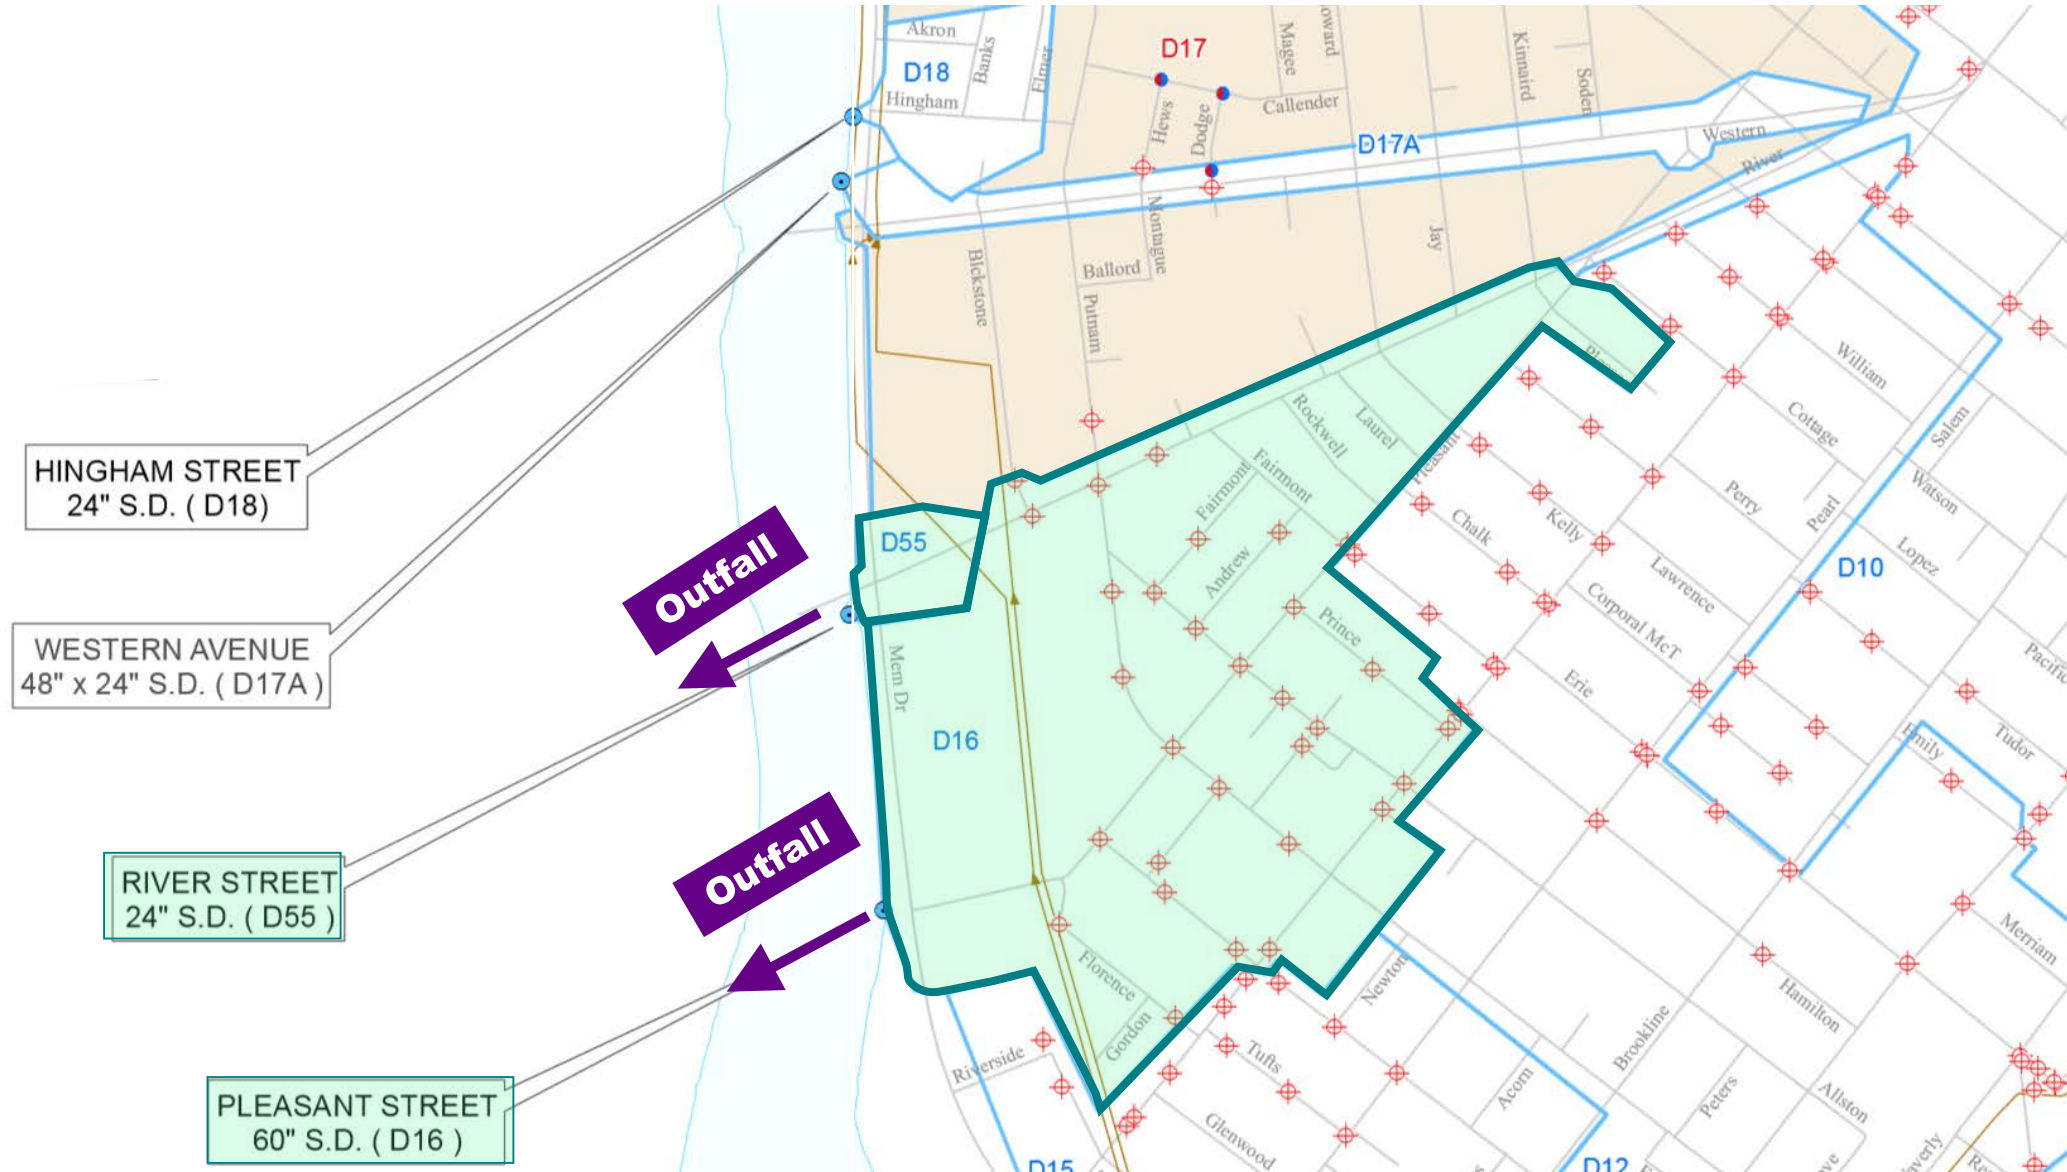 Akron
Banks
Elmer
D18
Hingham
D17
Magee
Kinnaird
Soden
Hews
Dodge
Callender
D17A
Western
River
Montague
Blckstone
Ballord
Putnam
Jay
HINGHAM STREET
24" S.D. ( D18)
WESTERN AVENUE
48" x 24" S.D. ( D17A )
RIVER STREET
24" S.D. ( D55 )
PLEASANT STREET
60" S.D. ( D16 )
Outfall
Outfall
D55
D16
Mem Dr
Rockwell
Laurel
Fairmont
Fairmont
Andrew
Prince
Pleasant
William
Cottage
Salem
Watson
Perry
Pearl
Lopez
Chalk
Kelly
Lawrence
D10
Corporal McT
Erie
Pacific
Emily
Tudor
Merriam
Hamilton
Newton
Florence
Gordon
Riverside
Tufts
Glenwood
Brookline
Acorn
Peters
Allston
D15
D12